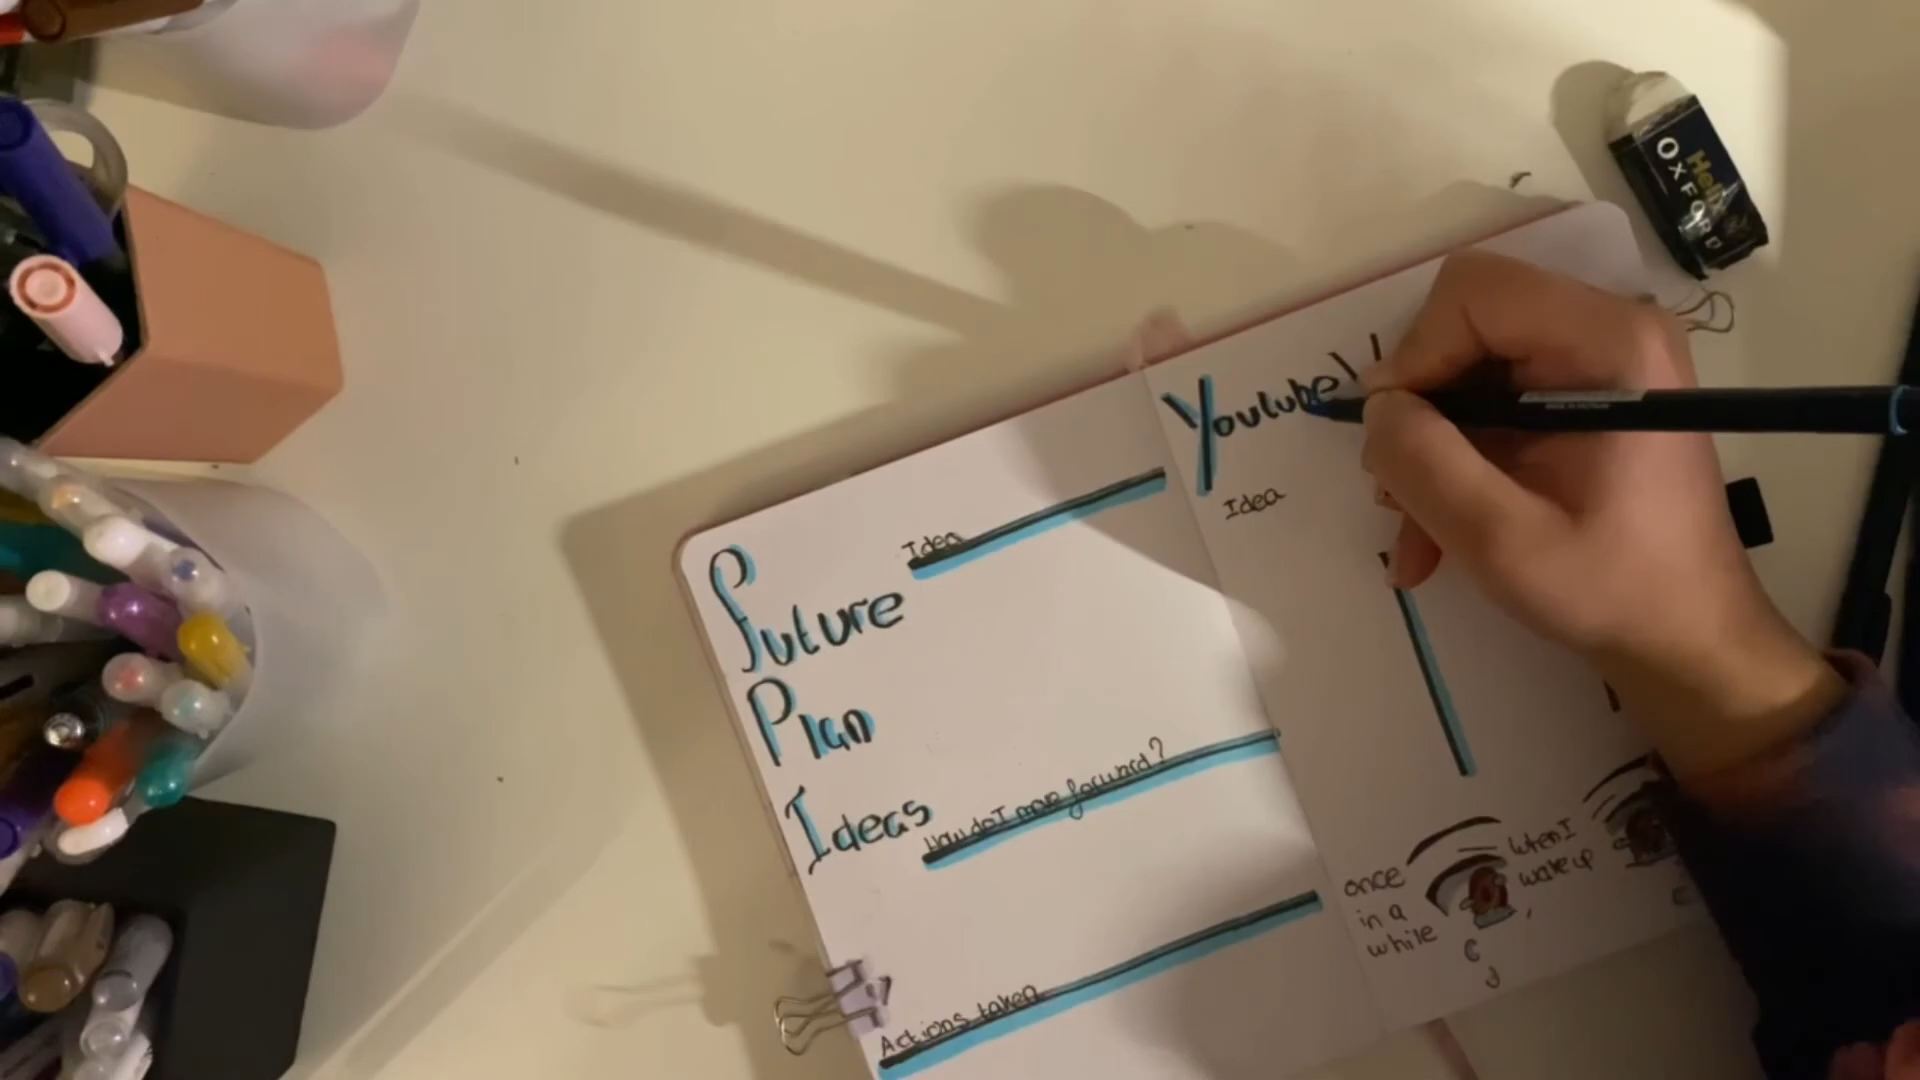 Helix
OXFORD
Youtube
Idea
Idea
Future
Plan
Ideas
How do I move forward?
Actions taken
once
in a
while
when I
wake up